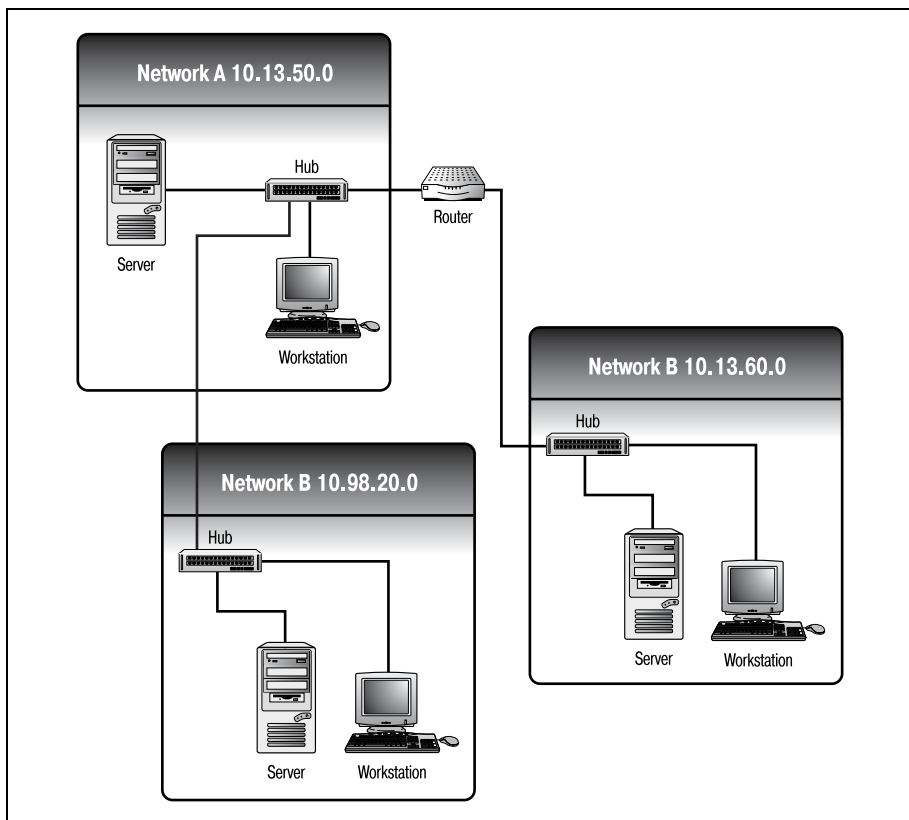 Network A 10.13.50.0
Hub
Server
Router
Workstation
Network B 10.13.60.0
Hub
Server
Workstation
Network B 10.98.20.0
Hub
Server
Workstation